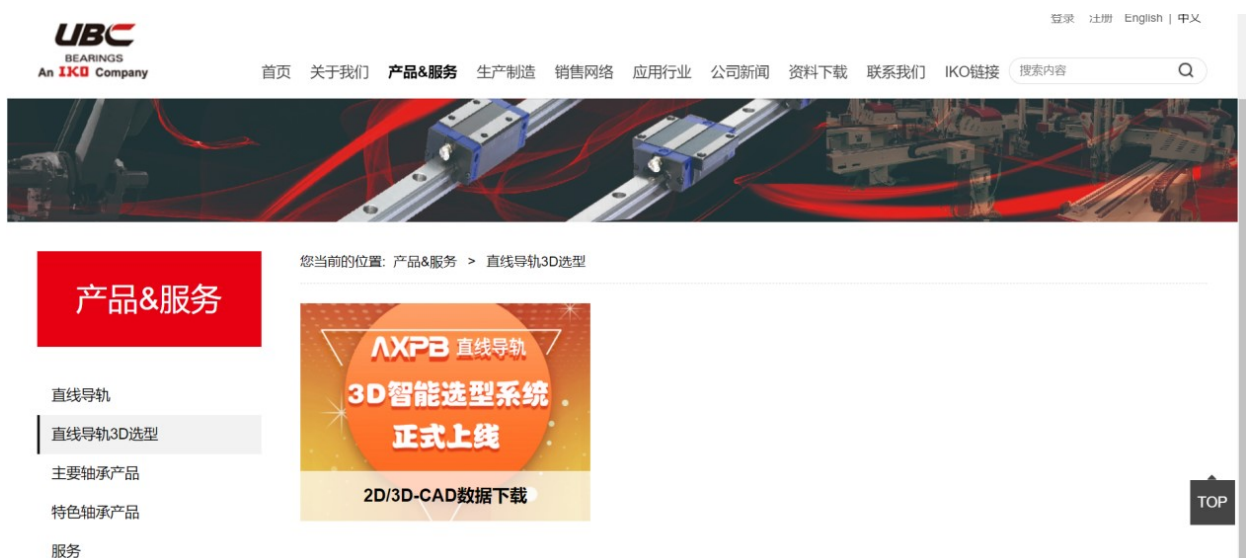 登录 注册 English | 中文
UBC
BEARINGS
An IKO Company
首页 关于我们 产品&服务 生产制造 销售网络 应用行业 公司新闻 资料下载 联系我们 IKO链接 搜索内容
产品&服务
直线导轨
直线导轨3D选型
主要轴承产品
特色轴承产品
服务
您当前的位置: 产品&服务 > 直线导轨3D选型
AXPB 直线导轨
3D智能选型系统
正式上线
2D/3D-CAD数据下载
TOP